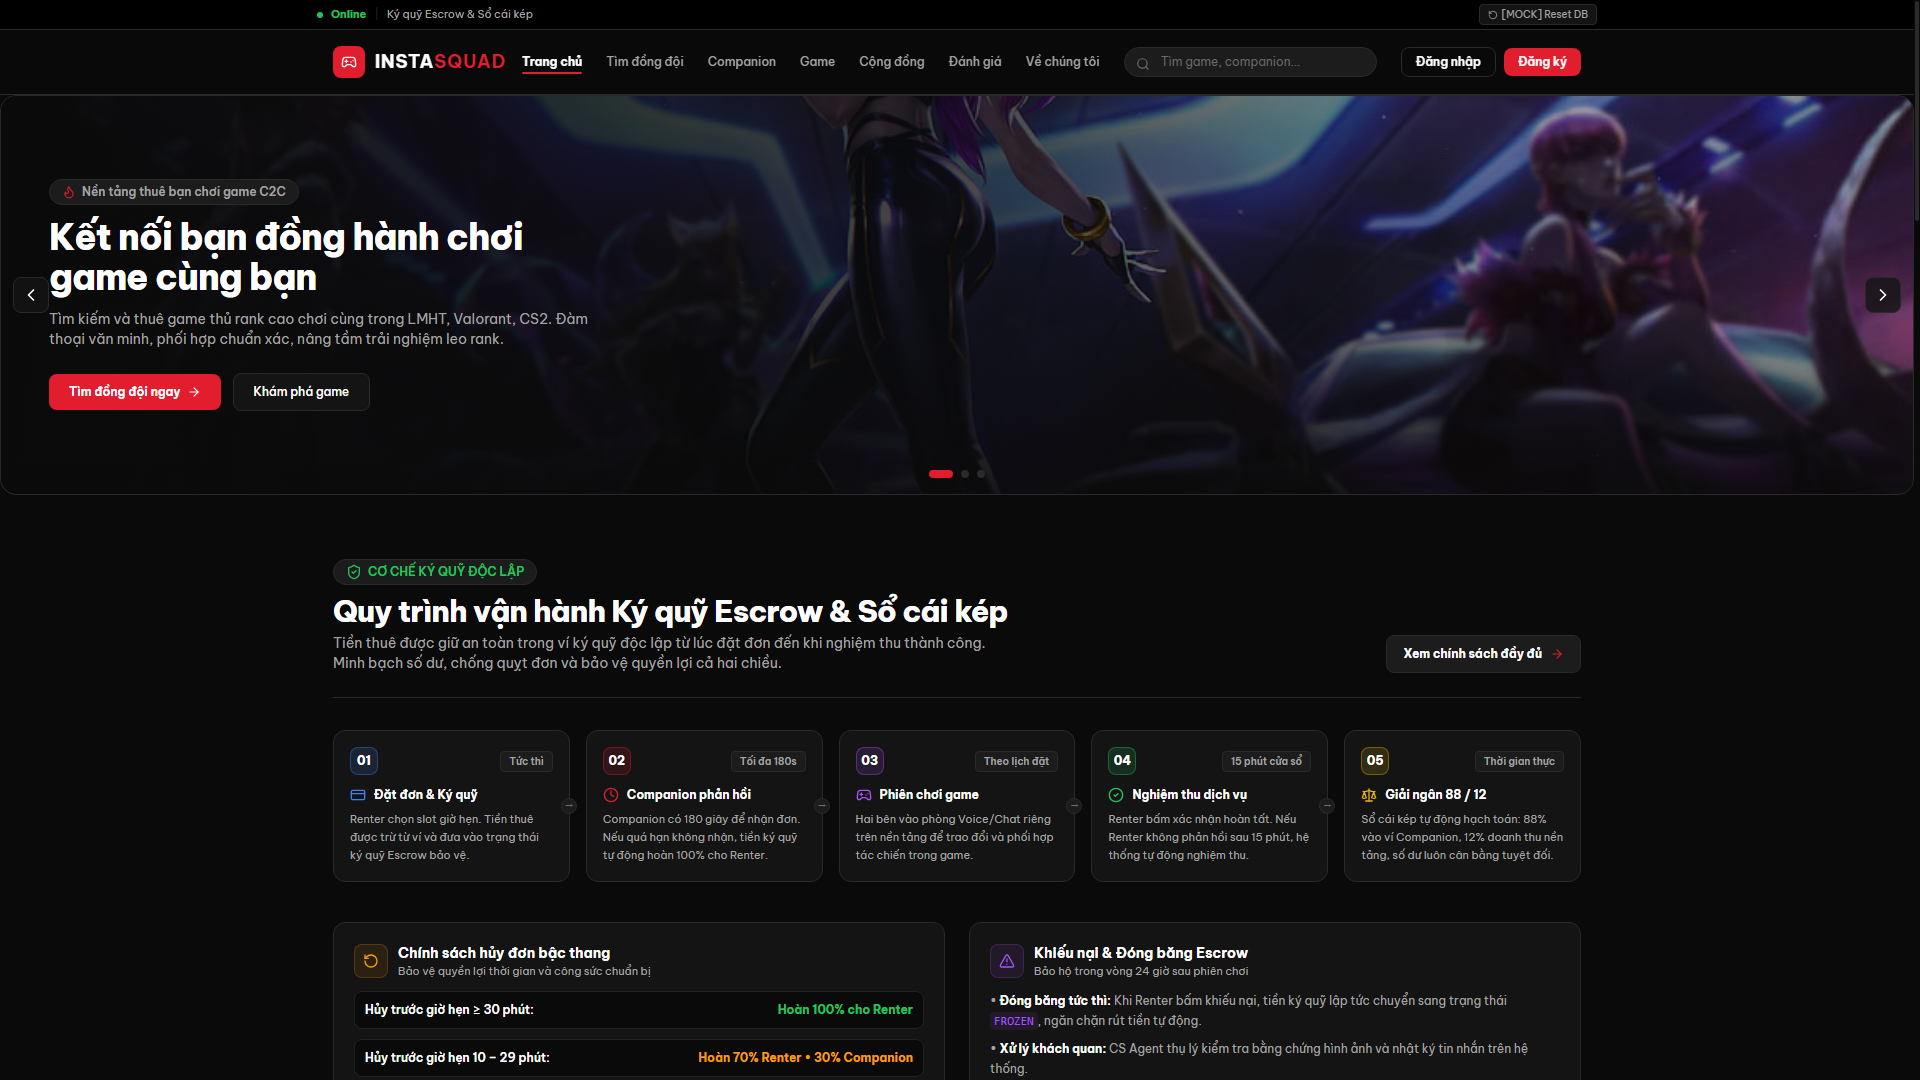 Online
Ký quỹ Escrow & Sổ cái kép
[MOCK] Reset DB
INSTASQUAD
Trang chủ
Tìm đồng đội
Companion
Game
Cộng đồng
Đánh giá
Về chúng tôi
Tìm game, companion...
Đăng nhập
Đăng ký
Nền tảng thuê bạn chơi game C2C
Kết nối bạn đồng hành chơi
game cùng bạn
Tìm kiếm và thuê game thủ rank cao chơi cùng trong LMHT, Valorant, CS2. Đàm
thoại văn minh, phối hợp chuẩn xác, nâng tầm trải nghiệm leo rank.
Tìm đồng đội ngay
Khám phá game
CƠ CHẾ KÝ QUỸ ĐỘC LẬP
Quy trình vận hành Ký quỹ Escrow & Sổ cái kép
Tiền thuê được giữ an toàn trong ví ký quỹ độc lập từ lúc đặt đơn đến khi nghiệm thu thành công.
Minh bạch số dư, chống quỵt đơn và bảo vệ quyền lợi cả hai chiều.
Xem chính sách đầy đủ
01
Tức thì
Đặt đơn & Ký quỹ
Renter chọn slot giờ hẹn. Tiền thuê
được trừ từ ví và đưa vào trạng thái
ký quỹ Escrow bảo vệ.
02
Tối đa 180s
Companion phản hồi
Companion có 180 giây để nhận đơn.
Nếu quá hạn không nhận, tiền ký quỹ
tự động hoàn 100% cho Renter.
03
Theo lịch đặt
Phiên chơi game
Hai bên vào phòng Voice/Chat riêng
trên nền tảng để trao đổi và phối hợp
tác chiến trong game.
04
15 phút cửa sổ
Nghiệm thu dịch vụ
Renter bấm xác nhận hoàn tất. Nếu
Renter không phản hồi sau 15 phút, hệ
thống tự động nghiệm thu.
05
Thời gian thực
Giải ngân 88 / 12
Sổ cái kép tự động hạch toán: 88%
vào ví Companion, 12% doanh thu nền
tảng, số dư luôn cân bằng tuyệt đối.
Chính sách hủy đơn bậc thang
Bảo vệ quyền lợi thời gian và công sức chuẩn bị
Hủy trước giờ hẹn ≥ 30 phút:
Hoàn 100% cho Renter
Hủy trước giờ hẹn 10 – 29 phút:
Hoàn 70% Renter • 30% Companion
Khiếu nại & Đóng băng Escrow
Bảo hộ trong vòng 24 giờ sau phiên chơi
• Đóng băng tức thì: Khi Renter bấm khiếu nại, tiền ký quỹ lập tức chuyển sang trạng thái
FROZEN, ngăn chặn rút tiền tự động.
• Xử lý khách quan: CS Agent thụ lý kiểm tra bằng chứng hình ảnh và nhật ký tin nhắn trên hệ
thống.